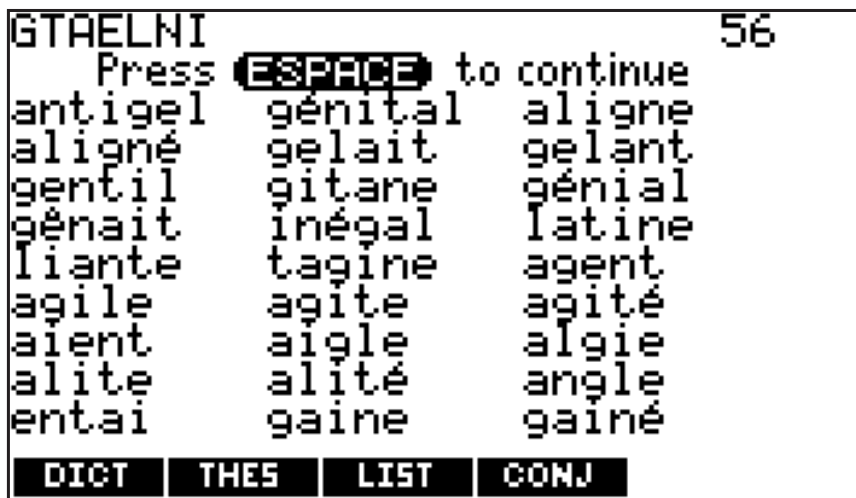 GTAELNI 56
Press ESPACE to continue
antigel génital aligne
aligné gelait gelant
gentil gitane génial
gênait inégal latine
liante tagine agent
agile agite agité
aient aigle algie
alite alité angle
entai gaine gainé
DICT THES LIST CONJ